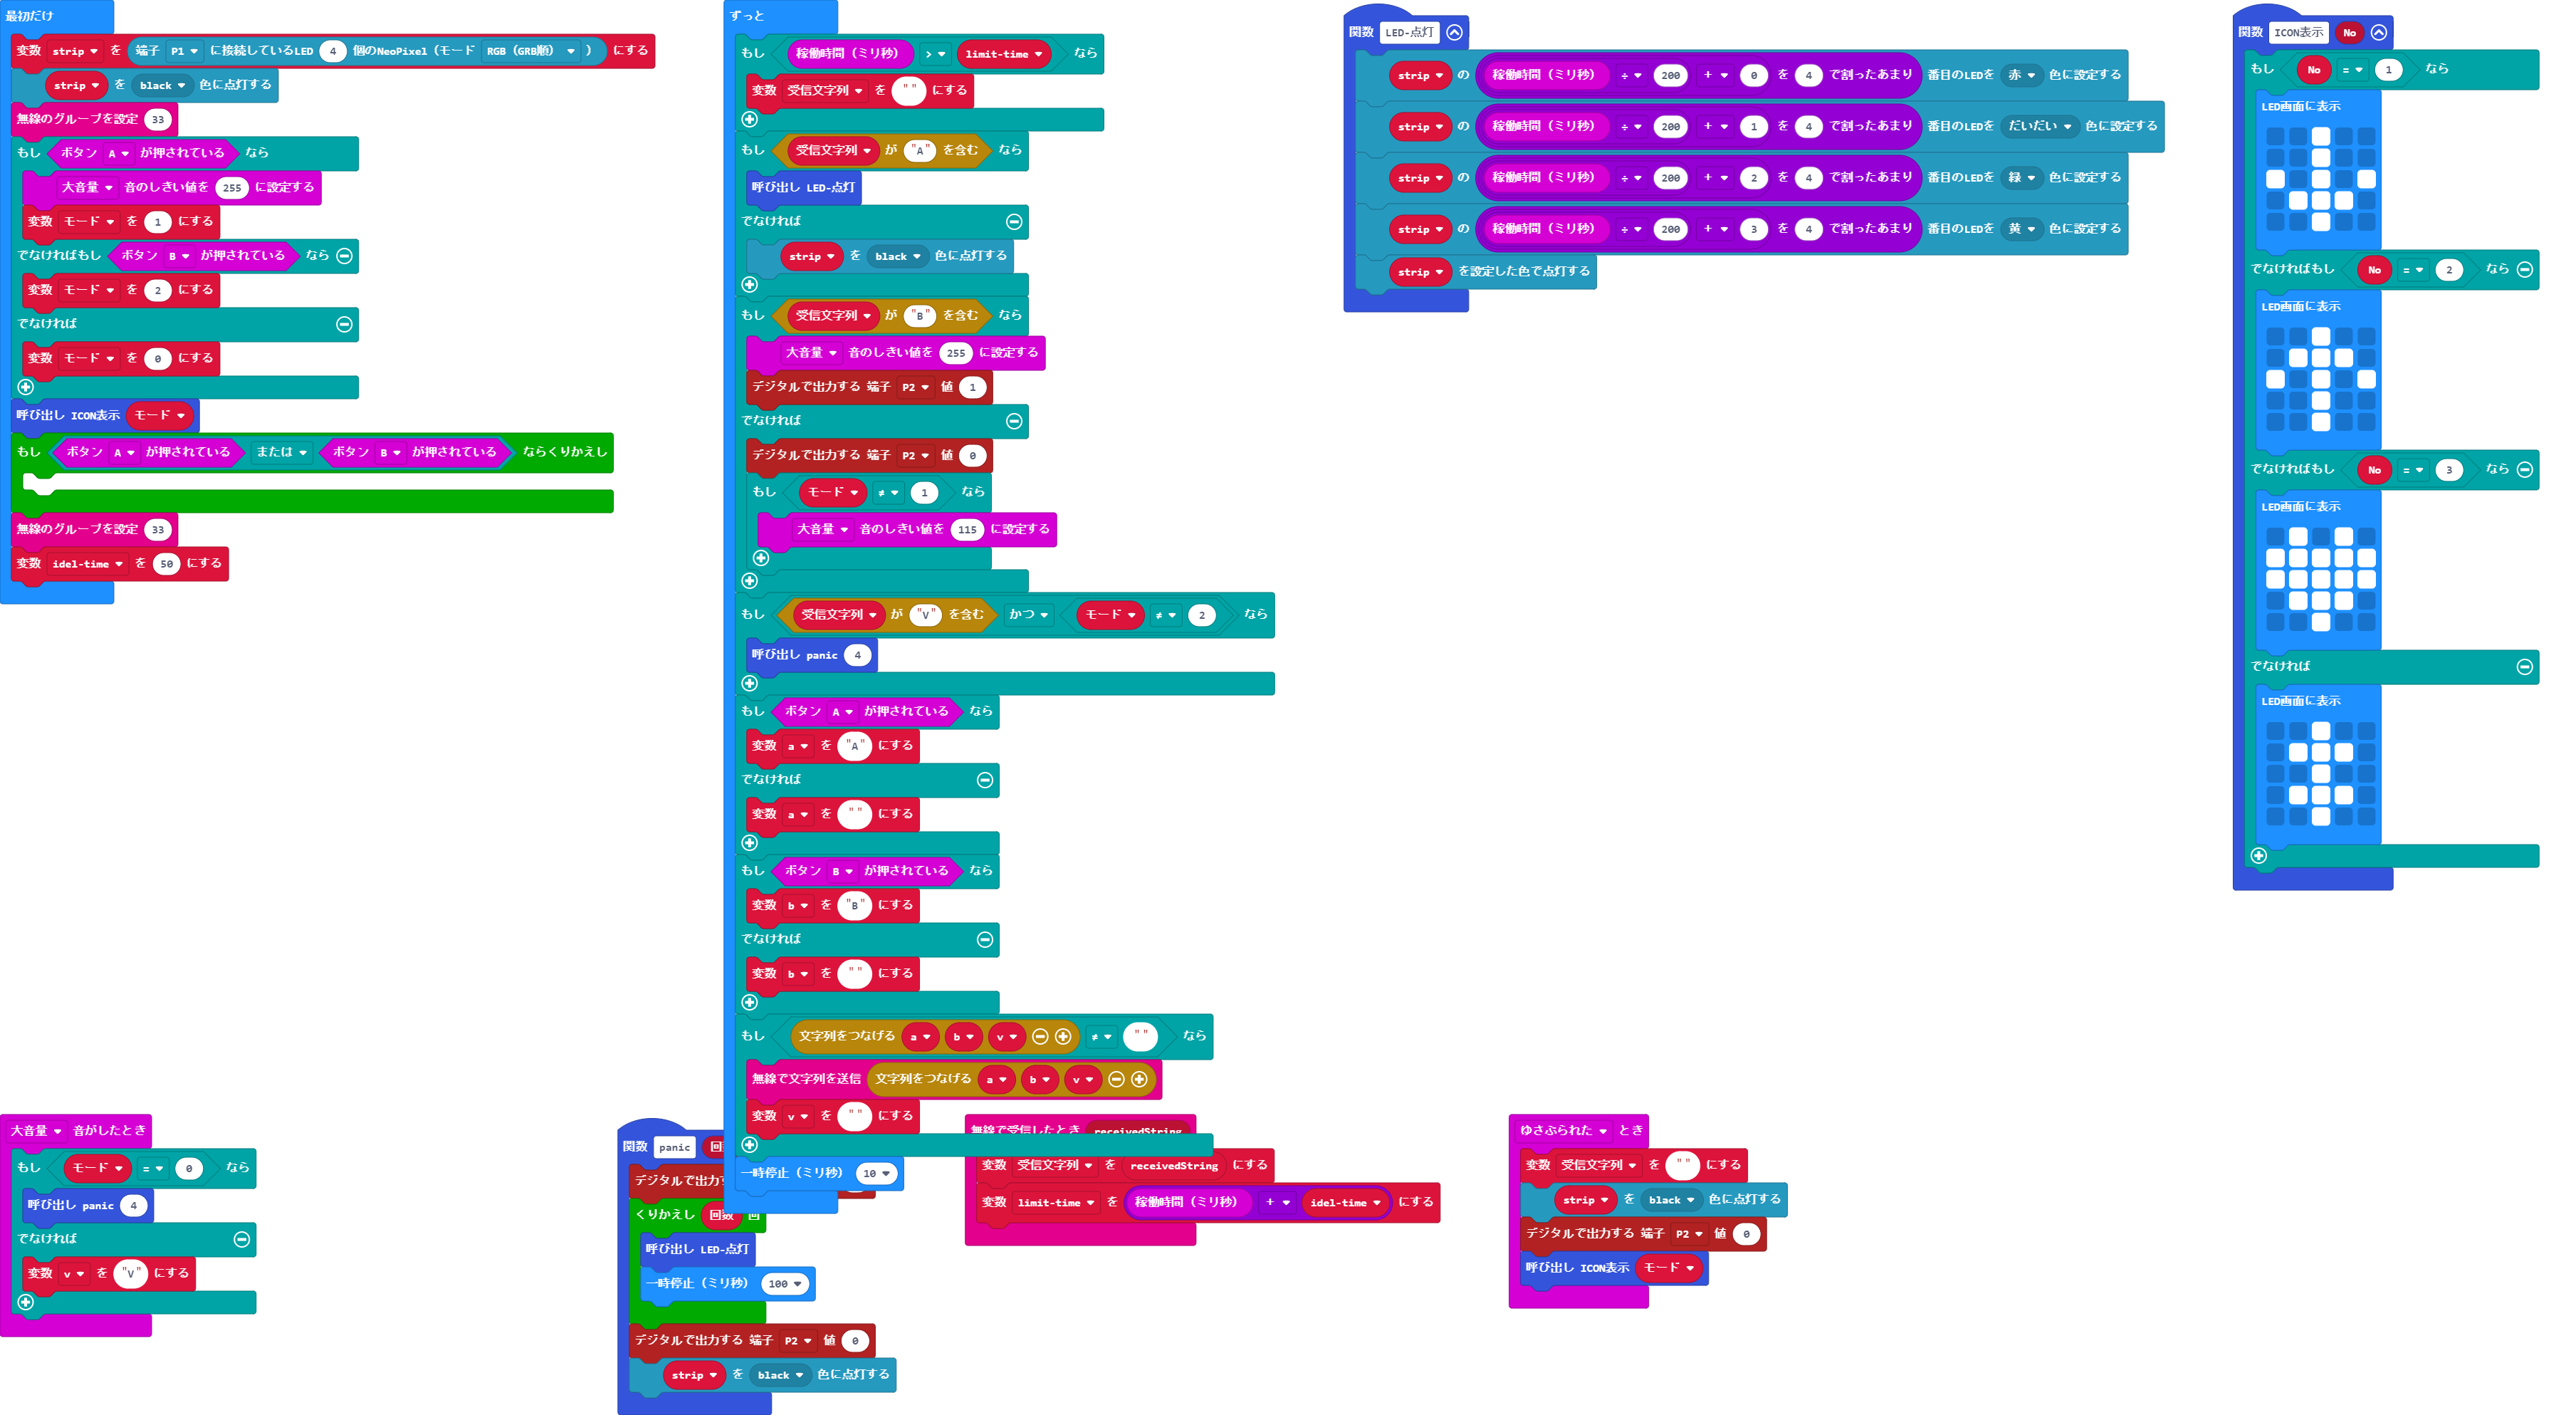 最初だけ
変数 strip を 端子 P1 に接続しているLED 4 個のNeoPixel（モード RGB（GRB順） ） にする
strip を black 色に点灯する
無線のグループを設定 33
もし ボタン A が押されている なら
大音量 音のしきい値を 255 に設定する
変数 モード を 1 にする
でなければもし ボタン B が押されている なら
変数 モード を 2 にする
でなければ
変数 モード を 0 にする
呼び出し ICON表示 モード
もし ボタン A が押されている または ボタン B が押されている ならくりかえし
無線のグループを設定 33
変数 idel-time を 50 にする
ずっと
もし 稼働時間（ミリ秒） > limit-time なら
変数 受信文字列 を " " にする
もし 受信文字列 が "A" を含む なら
呼び出し LED-点灯
でなければ
strip を black 色に点灯する
もし 受信文字列 が "B" を含む なら
大音量 音のしきい値を 255 に設定する
デジタルで出力する 端子 P2 値 1
でなければ
デジタルで出力する 端子 P2 値 0
もし モード ≠ 1 なら
大音量 音のしきい値を 115 に設定する
もし 受信文字列 が "V" を含む かつ モード ≠ 2 なら
呼び出し panic 4
もし ボタン A が押されている なら
変数 a を "A" にする
でなければ
変数 a を " " にする
もし ボタン B が押されている なら
変数 b を "B" にする
でなければ
変数 b を " " にする
もし 文字列をつなげる a b v ≠ " " なら
無線で文字列を送信 文字列をつなげる a b v
変数 v を " " にする
一時停止（ミリ秒） 10
関数 LED-点灯
strip の 稼働時間（ミリ秒） ÷ 200 + 0 を 4 で割ったあまり 番目のLEDを 赤 色に設定する
strip の 稼働時間（ミリ秒） ÷ 200 + 1 を 4 で割ったあまり 番目のLEDを だいだい 色に設定する
strip の 稼働時間（ミリ秒） ÷ 200 + 2 を 4 で割ったあまり 番目のLEDを 緑 色に設定する
strip の 稼働時間（ミリ秒） ÷ 200 + 3 を 4 で割ったあまり 番目のLEDを 黄 色に設定する
strip を設定した色で点灯する
関数 ICON表示 No
もし No = 1 なら
LED画面に表示
でなければもし No = 2 なら
LED画面に表示
でなければもし No = 3 なら
LED画面に表示
でなければ
LED画面に表示
大音量 音がしたとき
もし モード = 0 なら
呼び出し panic 4
でなければ
変数 v を "V" にする
関数 panic
デジタルで出力
くりかえし 回数 回
呼び出し LED-点灯
一時停止（ミリ秒） 100
デジタルで出力する 端子 P2 値 0
strip を black 色に点灯する
無線で受信したとき receivedString
変数 受信文字列 を receivedString にする
変数 limit-time を 稼働時間（ミリ秒） + idel-time にする
ゆさぶられた とき
変数 受信文字列 を " " にする
strip を black 色に点灯する
デジタルで出力する 端子 P2 値 0
呼び出し ICON表示 モード